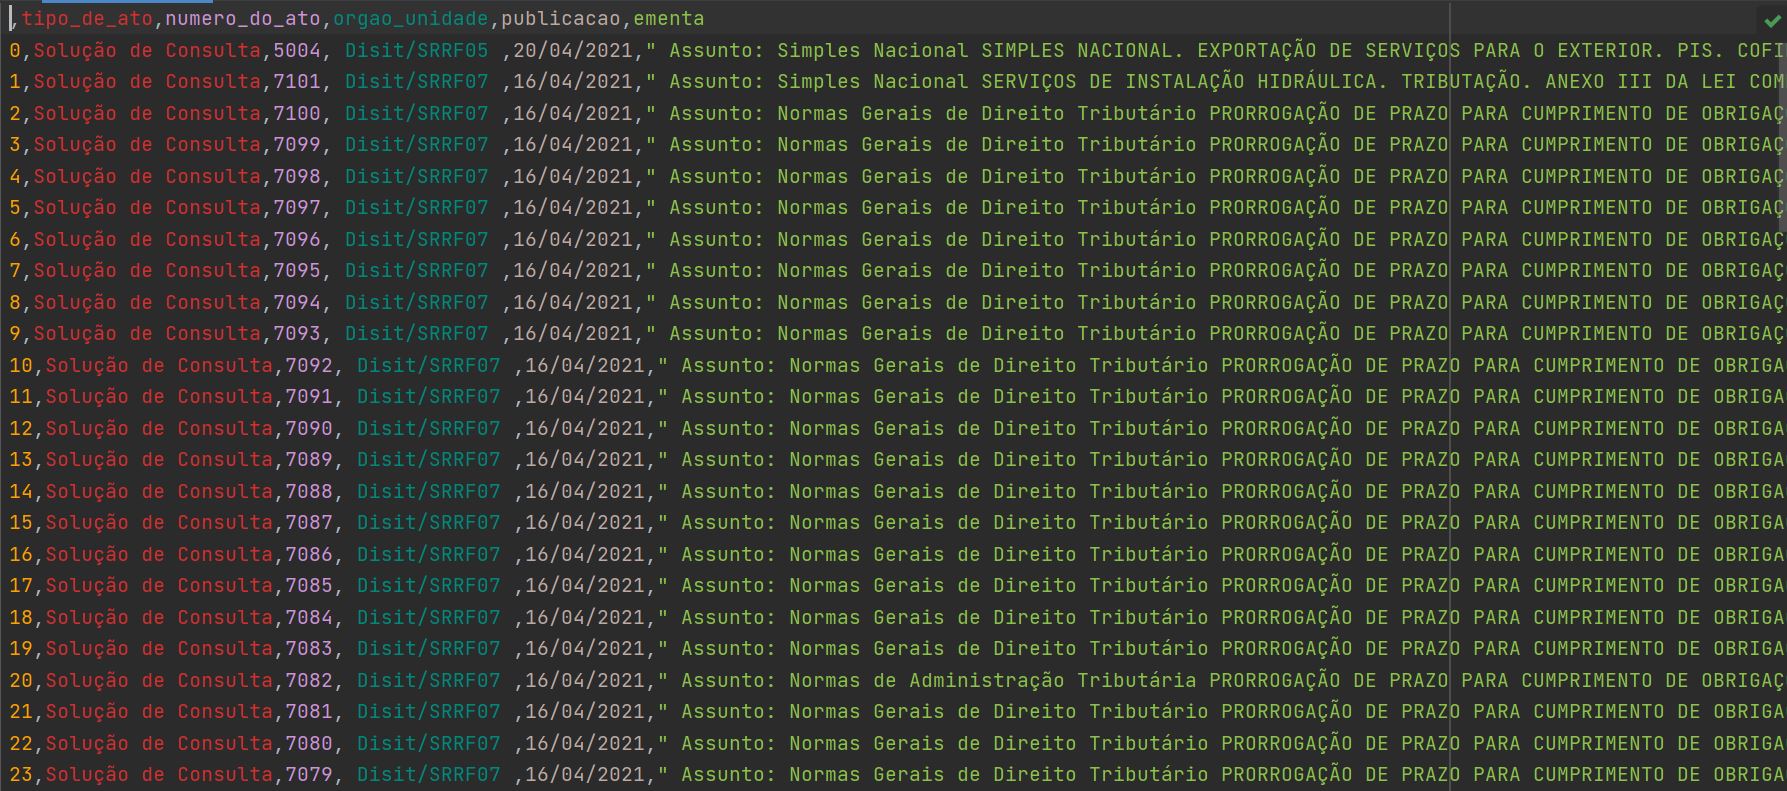 ,tipo_de_ato,numero_do_ato,orgao_unidade,publicacao,ementa
0,Solução de Consulta,5004, Disit/SRRF05 ,20/04/2021," Assunto: Simples Nacional SIMPLES NACIONAL. EXPORTAÇÃO DE SERVIÇOS PARA O EXTERIOR. PIS. COFI
1,Solução de Consulta,7101, Disit/SRRF07 ,16/04/2021," Assunto: Simples Nacional SERVIÇOS DE INSTALAÇÃO HIDRÁULICA. TRIBUTAÇÃO. ANEXO III DA LEI COM
2,Solução de Consulta,7100, Disit/SRRF07 ,16/04/2021," Assunto: Normas Gerais de Direito Tributário PRORROGAÇÃO DE PRAZO PARA CUMPRIMENTO DE OBRIGAÇ
3,Solução de Consulta,7099, Disit/SRRF07 ,16/04/2021," Assunto: Normas Gerais de Direito Tributário PRORROGAÇÃO DE PRAZO PARA CUMPRIMENTO DE OBRIGAÇ
4,Solução de Consulta,7098, Disit/SRRF07 ,16/04/2021," Assunto: Normas Gerais de Direito Tributário PRORROGAÇÃO DE PRAZO PARA CUMPRIMENTO DE OBRIGAÇ
5,Solução de Consulta,7097, Disit/SRRF07 ,16/04/2021," Assunto: Normas Gerais de Direito Tributário PRORROGAÇÃO DE PRAZO PARA CUMPRIMENTO DE OBRIGAÇ
6,Solução de Consulta,7096, Disit/SRRF07 ,16/04/2021," Assunto: Normas Gerais de Direito Tributário PRORROGAÇÃO DE PRAZO PARA CUMPRIMENTO DE OBRIGAÇ
7,Solução de Consulta,7095, Disit/SRRF07 ,16/04/2021," Assunto: Normas Gerais de Direito Tributário PRORROGAÇÃO DE PRAZO PARA CUMPRIMENTO DE OBRIGAÇ
8,Solução de Consulta,7094, Disit/SRRF07 ,16/04/2021," Assunto: Normas Gerais de Direito Tributário PRORROGAÇÃO DE PRAZO PARA CUMPRIMENTO DE OBRIGAÇ
9,Solução de Consulta,7093, Disit/SRRF07 ,16/04/2021," Assunto: Normas Gerais de Direito Tributário PRORROGAÇÃO DE PRAZO PARA CUMPRIMENTO DE OBRIGAÇ
10,Solução de Consulta,7092, Disit/SRRF07 ,16/04/2021," Assunto: Normas Gerais de Direito Tributário PRORROGAÇÃO DE PRAZO PARA CUMPRIMENTO DE OBRIGA
11,Solução de Consulta,7091, Disit/SRRF07 ,16/04/2021," Assunto: Normas Gerais de Direito Tributário PRORROGAÇÃO DE PRAZO PARA CUMPRIMENTO DE OBRIGA
12,Solução de Consulta,7090, Disit/SRRF07 ,16/04/2021," Assunto: Normas Gerais de Direito Tributário PRORROGAÇÃO DE PRAZO PARA CUMPRIMENTO DE OBRIGA
13,Solução de Consulta,7089, Disit/SRRF07 ,16/04/2021," Assunto: Normas Gerais de Direito Tributário PRORROGAÇÃO DE PRAZO PARA CUMPRIMENTO DE OBRIGA
14,Solução de Consulta,7088, Disit/SRRF07 ,16/04/2021," Assunto: Normas Gerais de Direito Tributário PRORROGAÇÃO DE PRAZO PARA CUMPRIMENTO DE OBRIGA
15,Solução de Consulta,7087, Disit/SRRF07 ,16/04/2021," Assunto: Normas Gerais de Direito Tributário PRORROGAÇÃO DE PRAZO PARA CUMPRIMENTO DE OBRIGA
16,Solução de Consulta,7086, Disit/SRRF07 ,16/04/2021," Assunto: Normas Gerais de Direito Tributário PRORROGAÇÃO DE PRAZO PARA CUMPRIMENTO DE OBRIGA
17,Solução de Consulta,7085, Disit/SRRF07 ,16/04/2021," Assunto: Normas Gerais de Direito Tributário PRORROGAÇÃO DE PRAZO PARA CUMPRIMENTO DE OBRIGA
18,Solução de Consulta,7084, Disit/SRRF07 ,16/04/2021," Assunto: Normas Gerais de Direito Tributário PRORROGAÇÃO DE PRAZO PARA CUMPRIMENTO DE OBRIGA
19,Solução de Consulta,7083, Disit/SRRF07 ,16/04/2021," Assunto: Normas Gerais de Direito Tributário PRORROGAÇÃO DE PRAZO PARA CUMPRIMENTO DE OBRIGA
20,Solução de Consulta,7082, Disit/SRRF07 ,16/04/2021," Assunto: Normas de Administração Tributária PRORROGAÇÃO DE PRAZO PARA CUMPRIMENTO DE OBRIGAÇ
21,Solução de Consulta,7081, Disit/SRRF07 ,16/04/2021," Assunto: Normas Gerais de Direito Tributário PRORROGAÇÃO DE PRAZO PARA CUMPRIMENTO DE OBRIGA
22,Solução de Consulta,7080, Disit/SRRF07 ,16/04/2021," Assunto: Normas Gerais de Direito Tributário PRORROGAÇÃO DE PRAZO PARA CUMPRIMENTO DE OBRIGA
23,Solução de Consulta,7079, Disit/SRRF07 ,16/04/2021," Assunto: Normas Gerais de Direito Tributário PRORROGAÇÃO DE PRAZO PARA CUMPRIMENTO DE OBRIGA